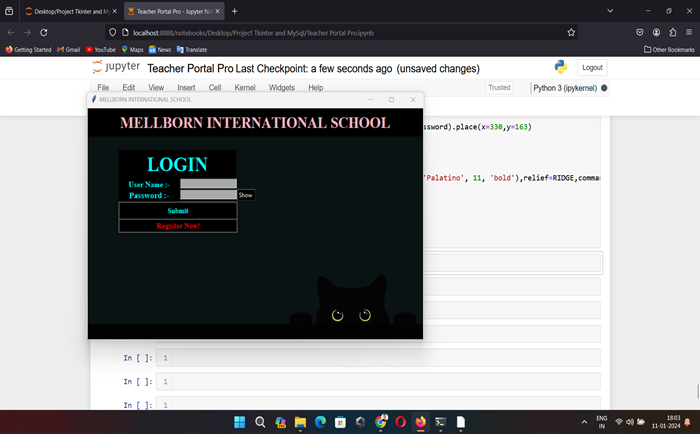 Desktop/Project Tkinter and My
Teacher Portal Pro - Jupyter Not
localhost:8888/notebooks/Desktop/Project Tkinter and MySql/Teacher Portal Pro.ipynb
Getting Started Gmail YouTube Maps News Translate Other Bookmarks
jupyter Teacher Portal Pro Last Checkpoint: a few seconds ago (unsaved changes) Logout
File Edit View Insert Cell Kernel Widgets Help Trusted Python 3 (ipykernel)
MELLBORN INTERNATIONAL SCHOOL
MELLBORN INTERNATIONAL SCHOOL
ssword).place(x=330,y=163)
LOGIN
'Palatino', 11, 'bold'),relief=RIDGE,comma
User Name :-
Password :- Show
Submit
Register Now!
In [ ]: 1
In [ ]: 1
In [ ]: 1
ENG
IN
18:03
11-01-2024